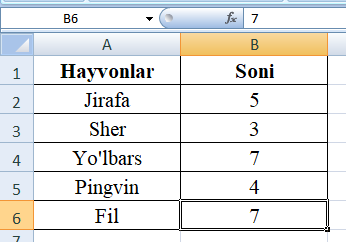 B6 fx 7
A B
1 Hayvonlar Soni
2 Jirafa 5
3 Sher 3
4 Yo'lbars 7
5 Pingvin 4
6 Fil 7
7